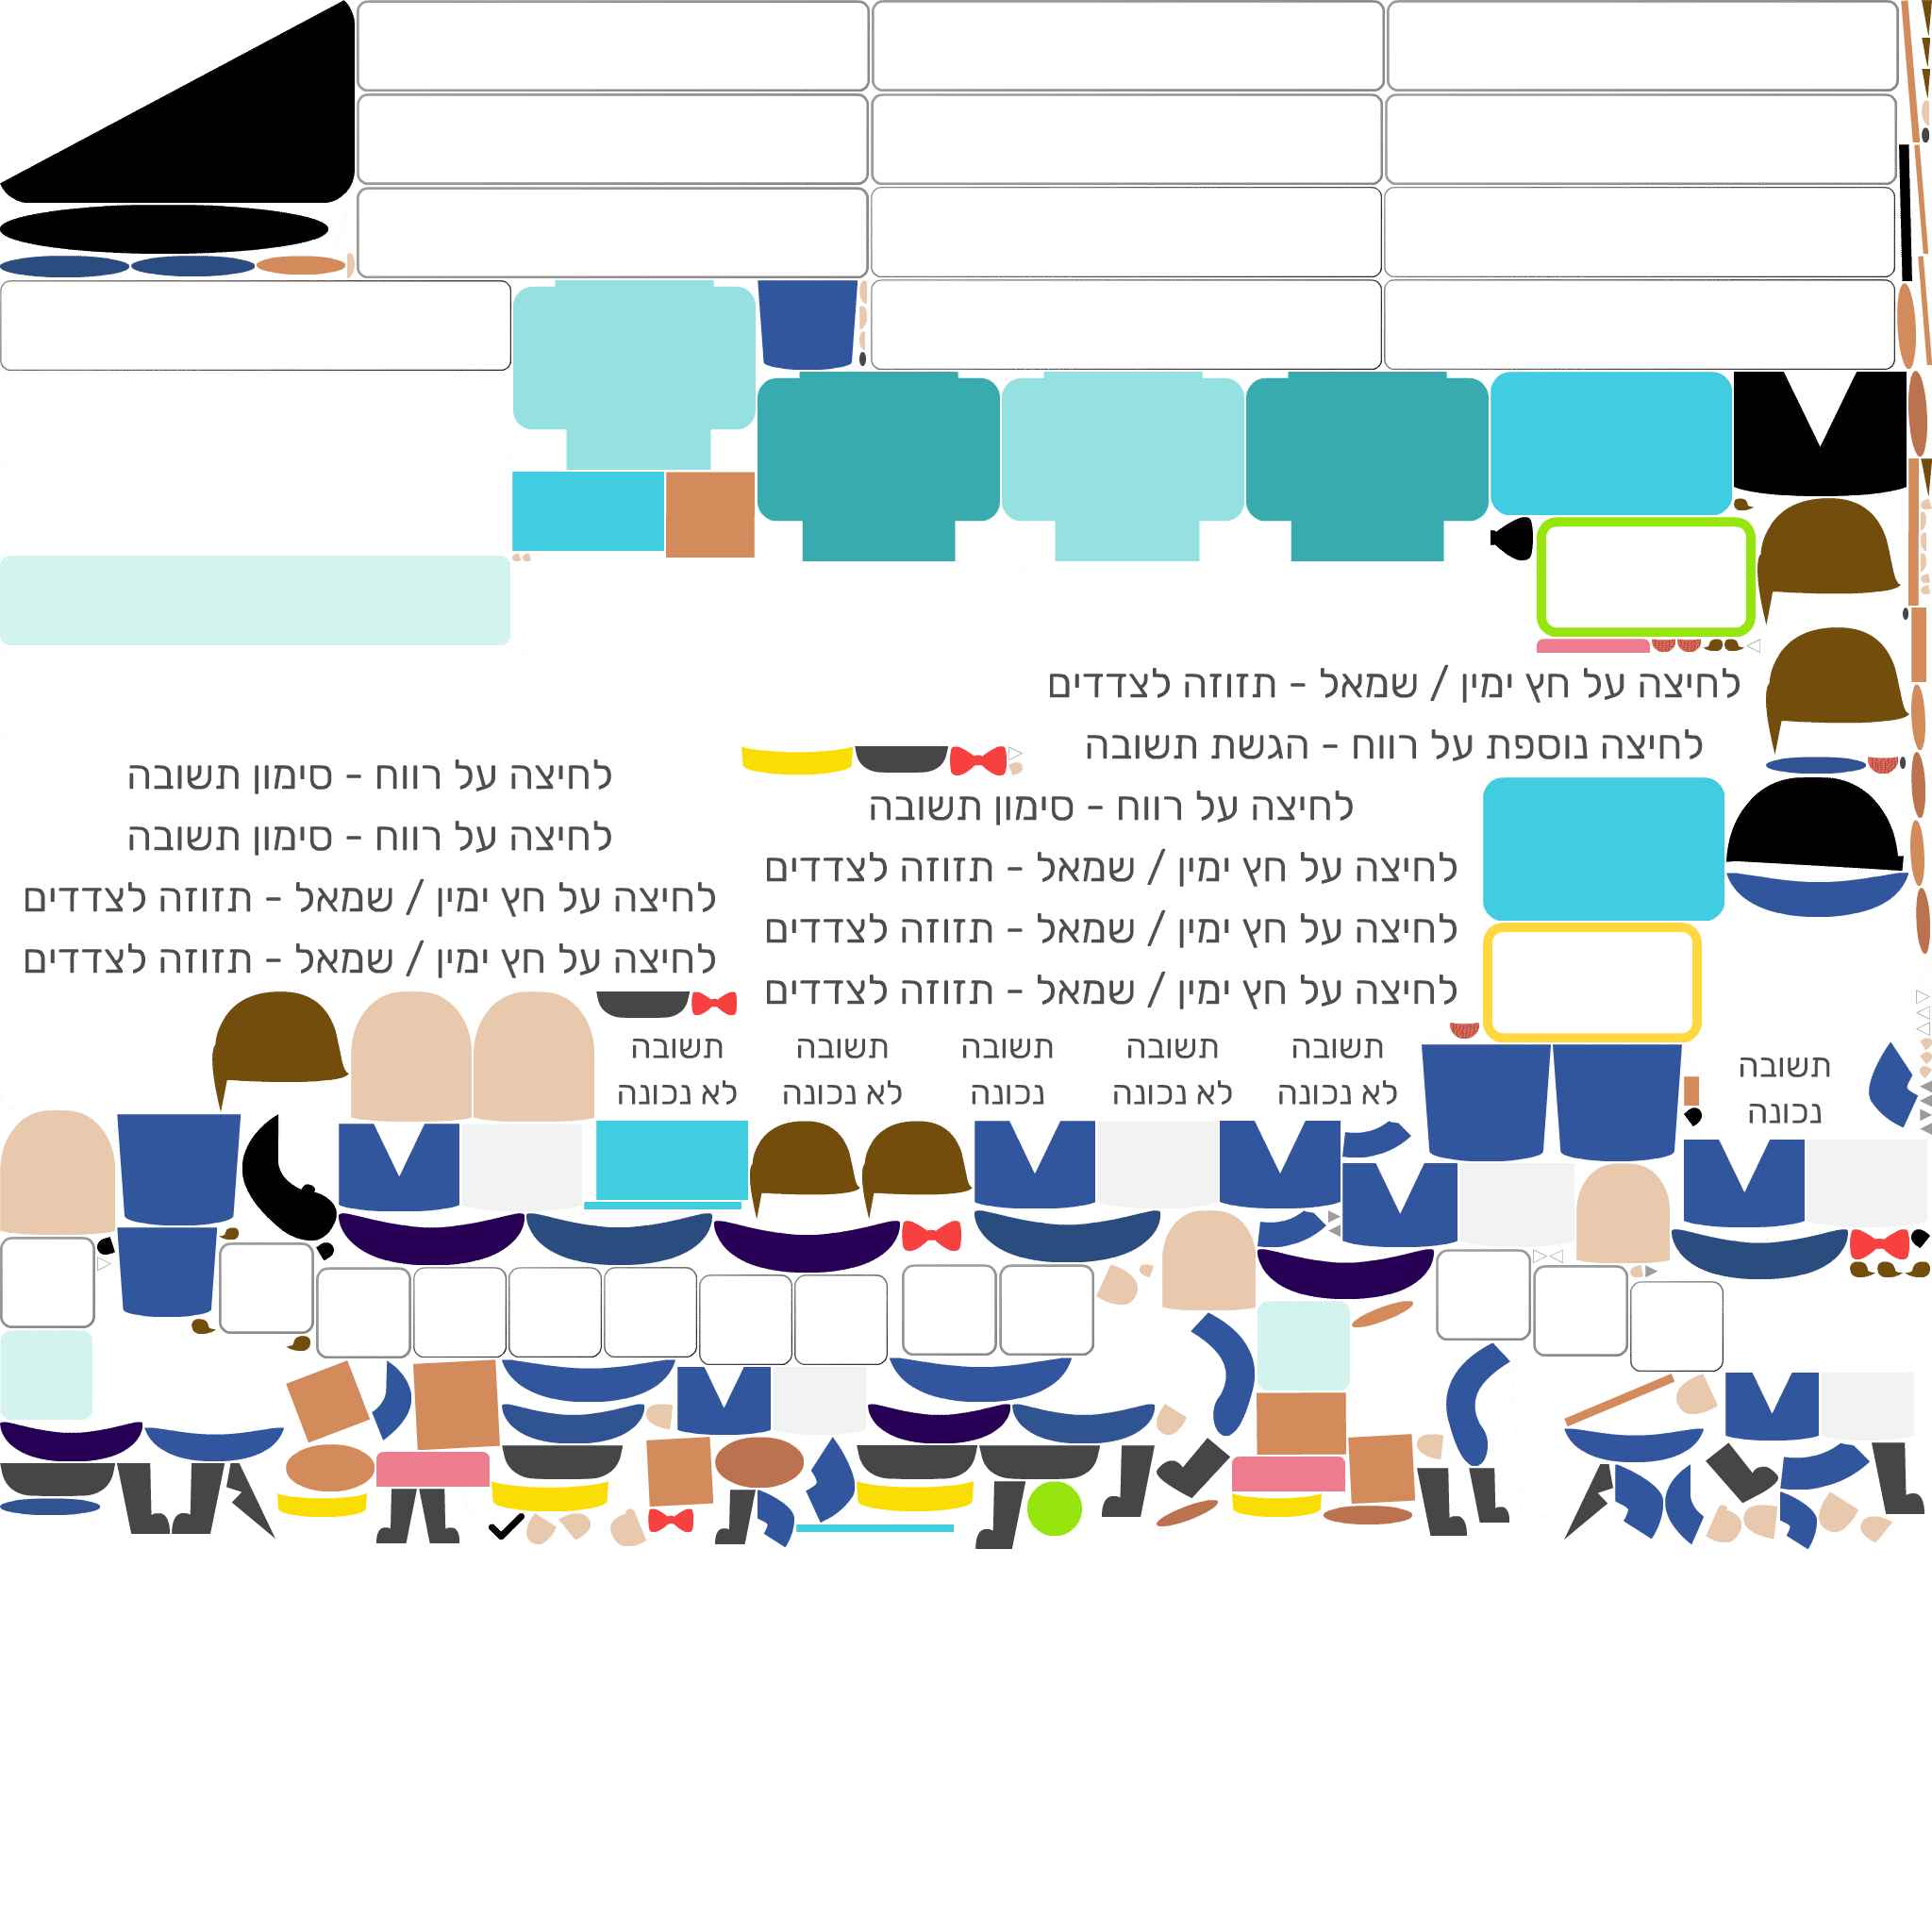 לחיצה על חץ ימין / שמאל - תזוזה לצדדים
לחיצה נוספת על רווח - הגשת תשובה
לחיצה על רווח - סימון תשובה
לחיצה על רווח - סימון תשובה
לחיצה על רווח - סימון תשובה
לחיצה על חץ ימין / שמאל - תזוזה לצדדים
לחיצה על חץ ימין / שמאל - תזוזה לצדדים
לחיצה על חץ ימין / שמאל - תזוזה לצדדים
לחיצה על חץ ימין / שמאל - תזוזה לצדדים
לחיצה על חץ ימין / שמאל - תזוזה לצדדים
תשובה
נכונה
תשובה
לא נכונה
תשובה
לא נכונה
תשובה
נכונה
תשובה
לא נכונה
תשובה
לא נכונה